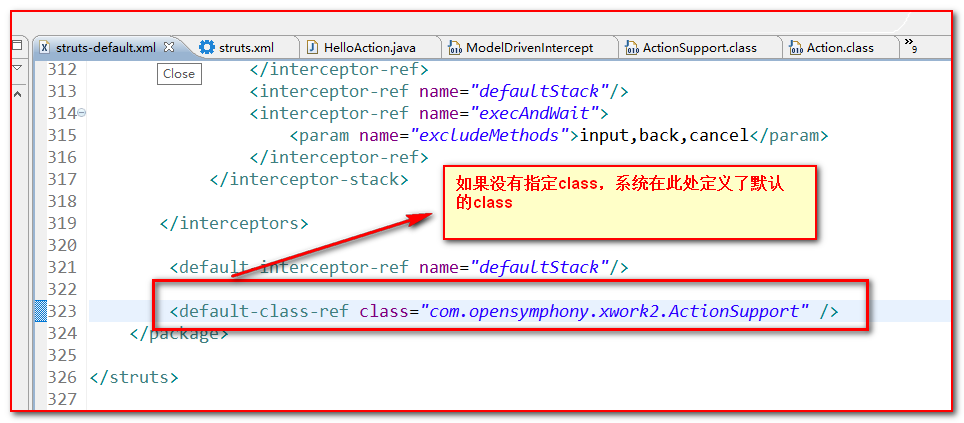 struts-default.xml struts.xml HelloAction.java ModelDrivenIntercept ActionSupport.class Action.class »9
Close
312 </interceptor-ref>
313 <interceptor-ref name="defaultStack"/>
314 <interceptor-ref name="execAndWait">
315 <param name="excludeMethods">input,back,cancel</param>
316 </interceptor-ref>
317 </interceptor-stack>
318
如果没有指定class，系统在此处定义了默认
的class
319 </interceptors>
320
321 <default-interceptor-ref name="defaultStack"/>
322
323 <default-class-ref class="com.opensymphony.xwork2.ActionSupport" />
324 </package>
325
326 </struts>
327